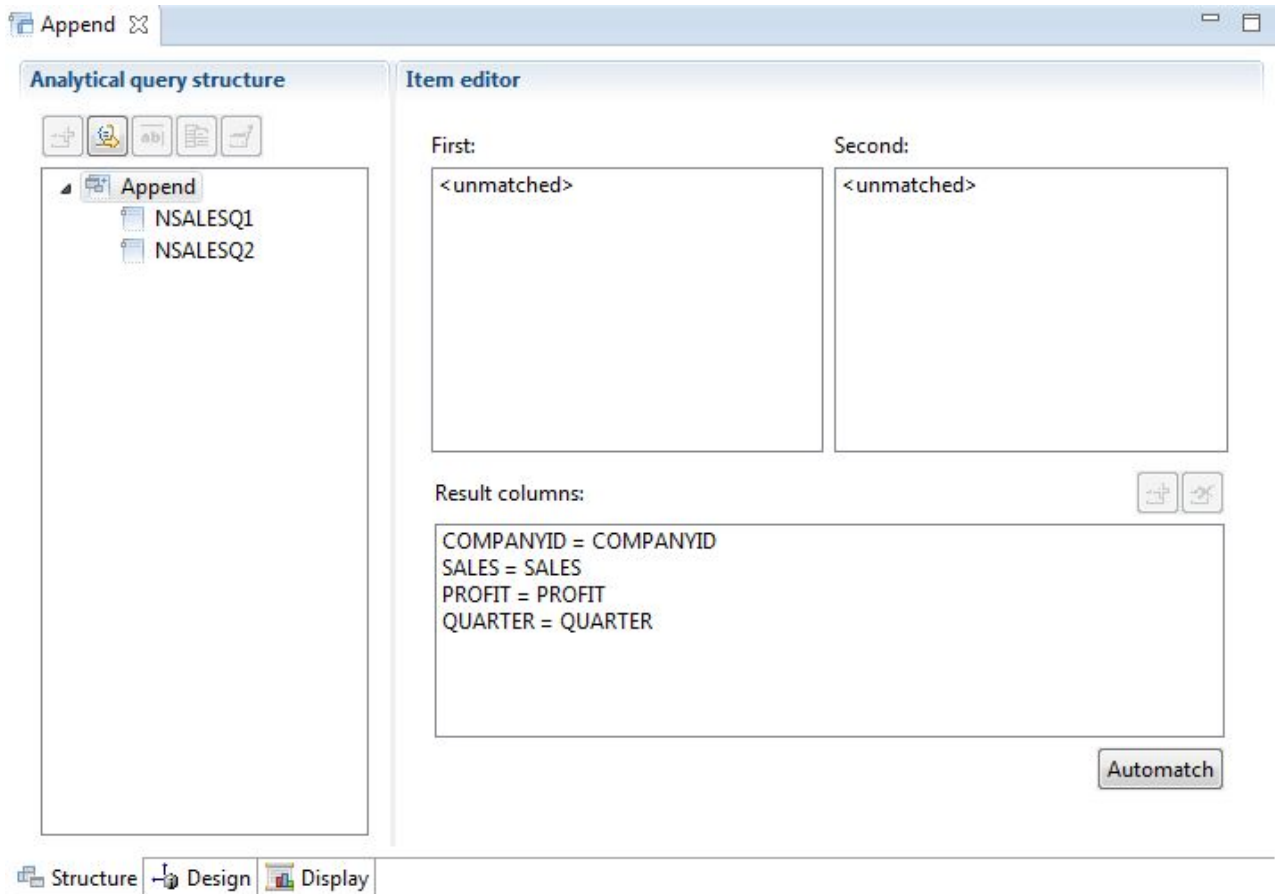 Append
Analytical query structure
Item editor
ab|
First:
Second:
Append
NSALESQ1
NSALESQ2
<unmatched>
<unmatched>
Result columns:
COMPANYID = COMPANYID
SALES = SALES
PROFIT = PROFIT
QUARTER = QUARTER
Automatch
Structure
Design
Display